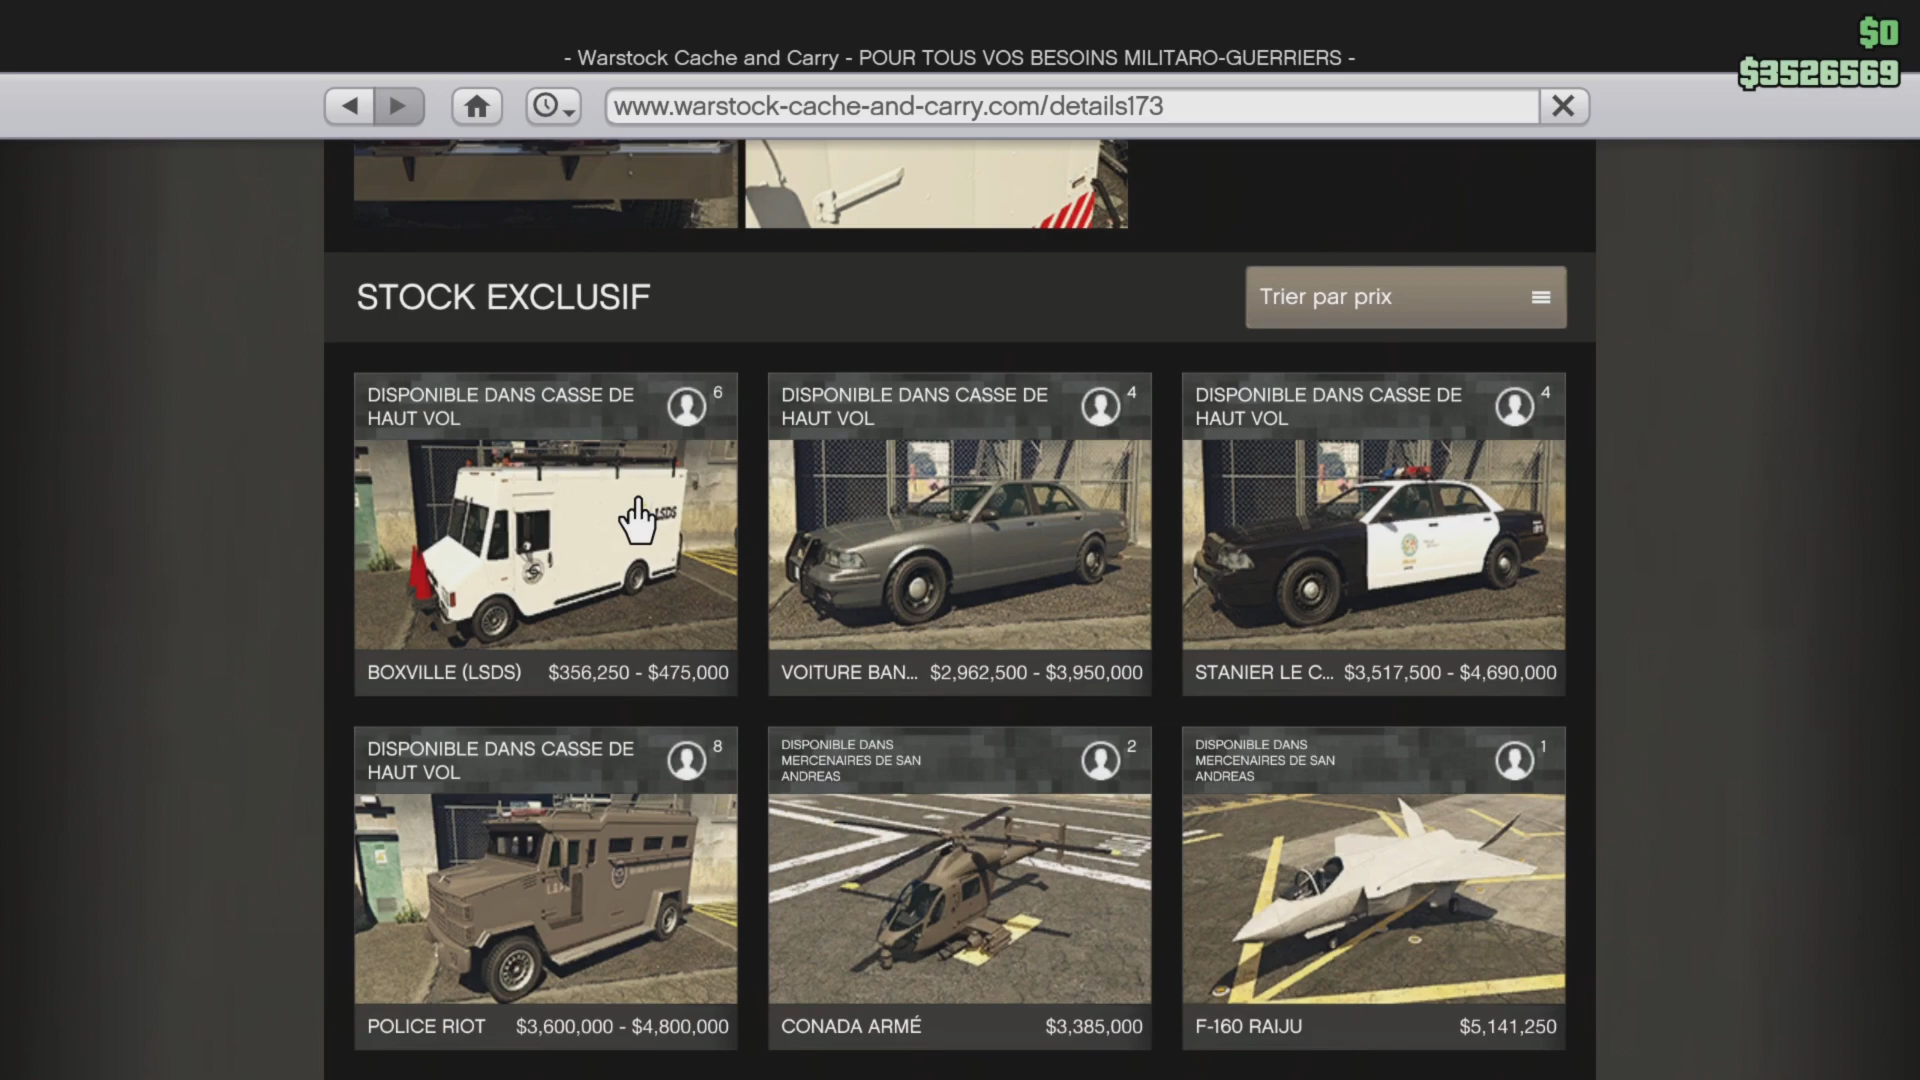 $0
- Warstock Cache and Carry - POUR TOUS VOS BESOINS MILITARO-GUERRIERS -
$3526569
www.warstock-cache-and-carry.com/details173
STOCK EXCLUSIF
Trier par prix
DISPONIBLE DANS CASSE DE
HAUT VOL
6
LSDS
BOXVILLE (LSDS) $356,250 - $475,000
DISPONIBLE DANS CASSE DE
HAUT VOL
4
VOITURE BAN... $2,962,500 - $3,950,000
DISPONIBLE DANS CASSE DE
HAUT VOL
4
STANIER LE C... $3,517,500 - $4,690,000
DISPONIBLE DANS CASSE DE
HAUT VOL
8
POLICE RIOT $3,600,000 - $4,800,000
DISPONIBLE DANS
MERCENAIRES DE SAN
ANDREAS
2
CONADA ARMÉ $3,385,000
DISPONIBLE DANS
MERCENAIRES DE SAN
ANDREAS
1
F-160 RAIJU $5,141,250